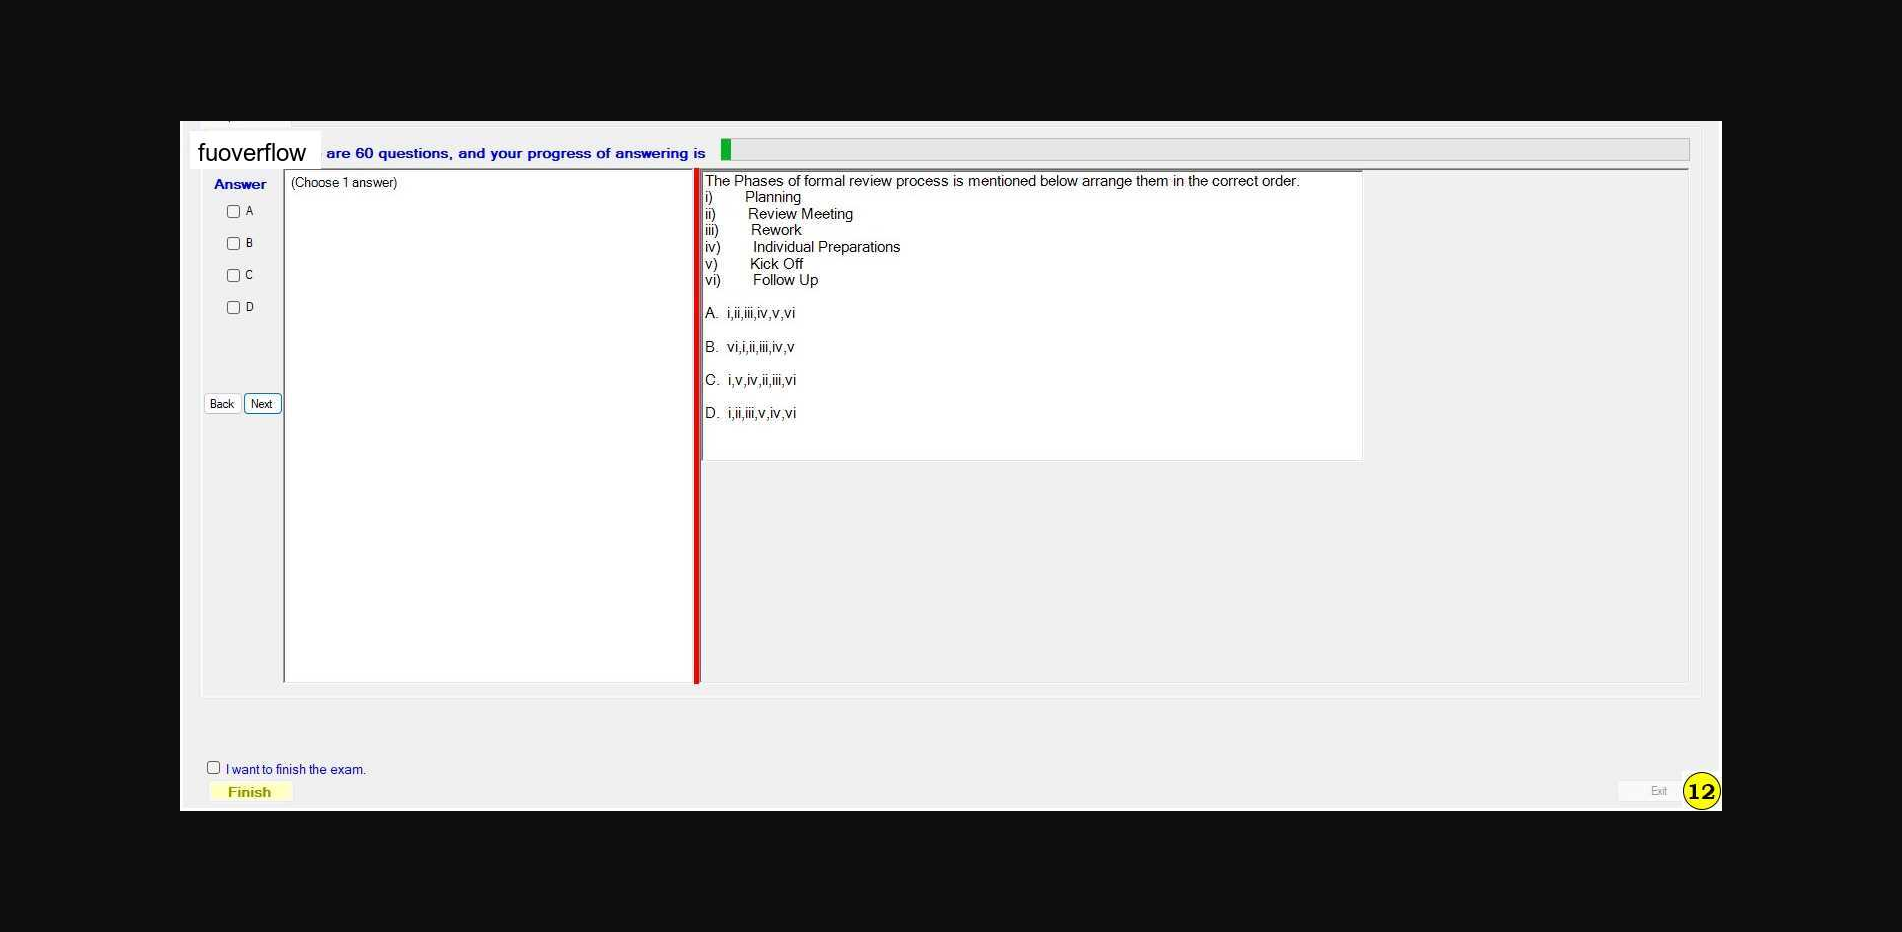 fuoverflow are 60 questions, and your progress of answering is
Answer
A
B
C
D
Back Next
(Choose 1 answer)
The Phases of formal review process is mentioned below arrange them in the correct order.
i) Planning
ii) Review Meeting
iii) Rework
iv) Individual Preparations
v) Kick Off
vi) Follow Up
A. i,ii,iii,iv,v,vi
B. vi,i,ii,iii,iv,v
C. i,v,iv,ii,iii,vi
D. i,ii,iii,v,iv,vi
I want to finish the exam.
Finish
Exit
12